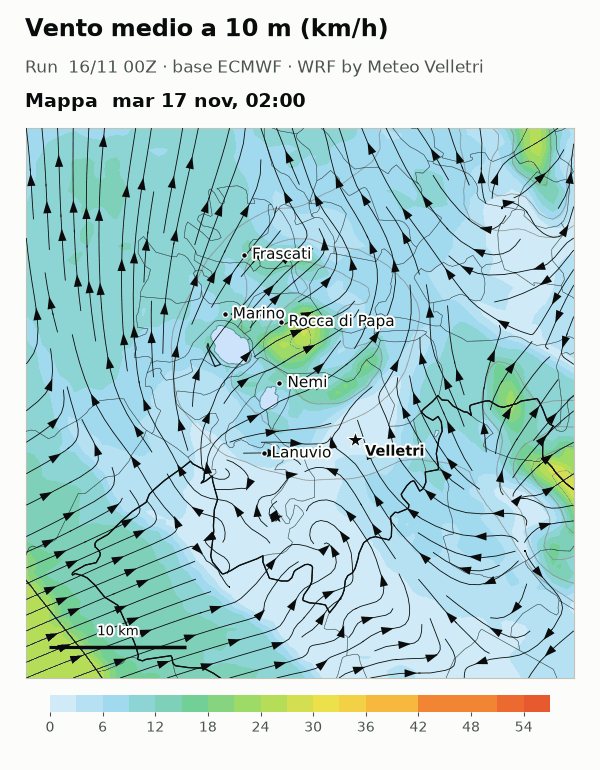 Vento medio a 10 m (km/h)
Run  16/11 00Z · base ECMWF · WRF by Meteo Velletri
Mappa  mar 17 nov, 02:00
Frascati
Marino
Rocca di Papa
Nemi
Velletri
Lanuvio
10 km
0 6 12 18 24 30 36 42 48 54